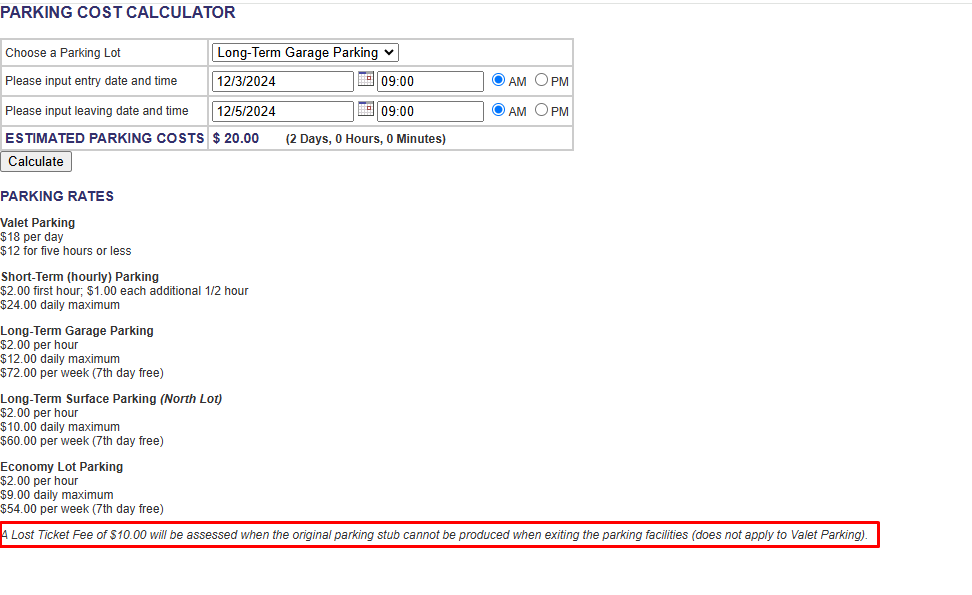 PARKING COST CALCULATOR
Choose a Parking Lot Long-Term Garage Parking
Please input entry date and time 12/3/2024 09:00 AM PM
Please input leaving date and time 12/5/2024 09:00 AM PM
ESTIMATED PARKING COSTS $ 20.00 (2 Days, 0 Hours, 0 Minutes)
Calculate
PARKING RATES
Valet Parking
$18 per day
$12 for five hours or less
Short-Term (hourly) Parking
$2.00 first hour; $1.00 each additional 1/2 hour
$24.00 daily maximum
Long-Term Garage Parking
$2.00 per hour
$12.00 daily maximum
$72.00 per week (7th day free)
Long-Term Surface Parking (North Lot)
$2.00 per hour
$10.00 daily maximum
$60.00 per week (7th day free)
Economy Lot Parking
$2.00 per hour
$9.00 daily maximum
$54.00 per week (7th day free)
A Lost Ticket Fee of $10.00 will be assessed when the original parking stub cannot be produced when exiting the parking facilities (does not apply to Valet Parking).